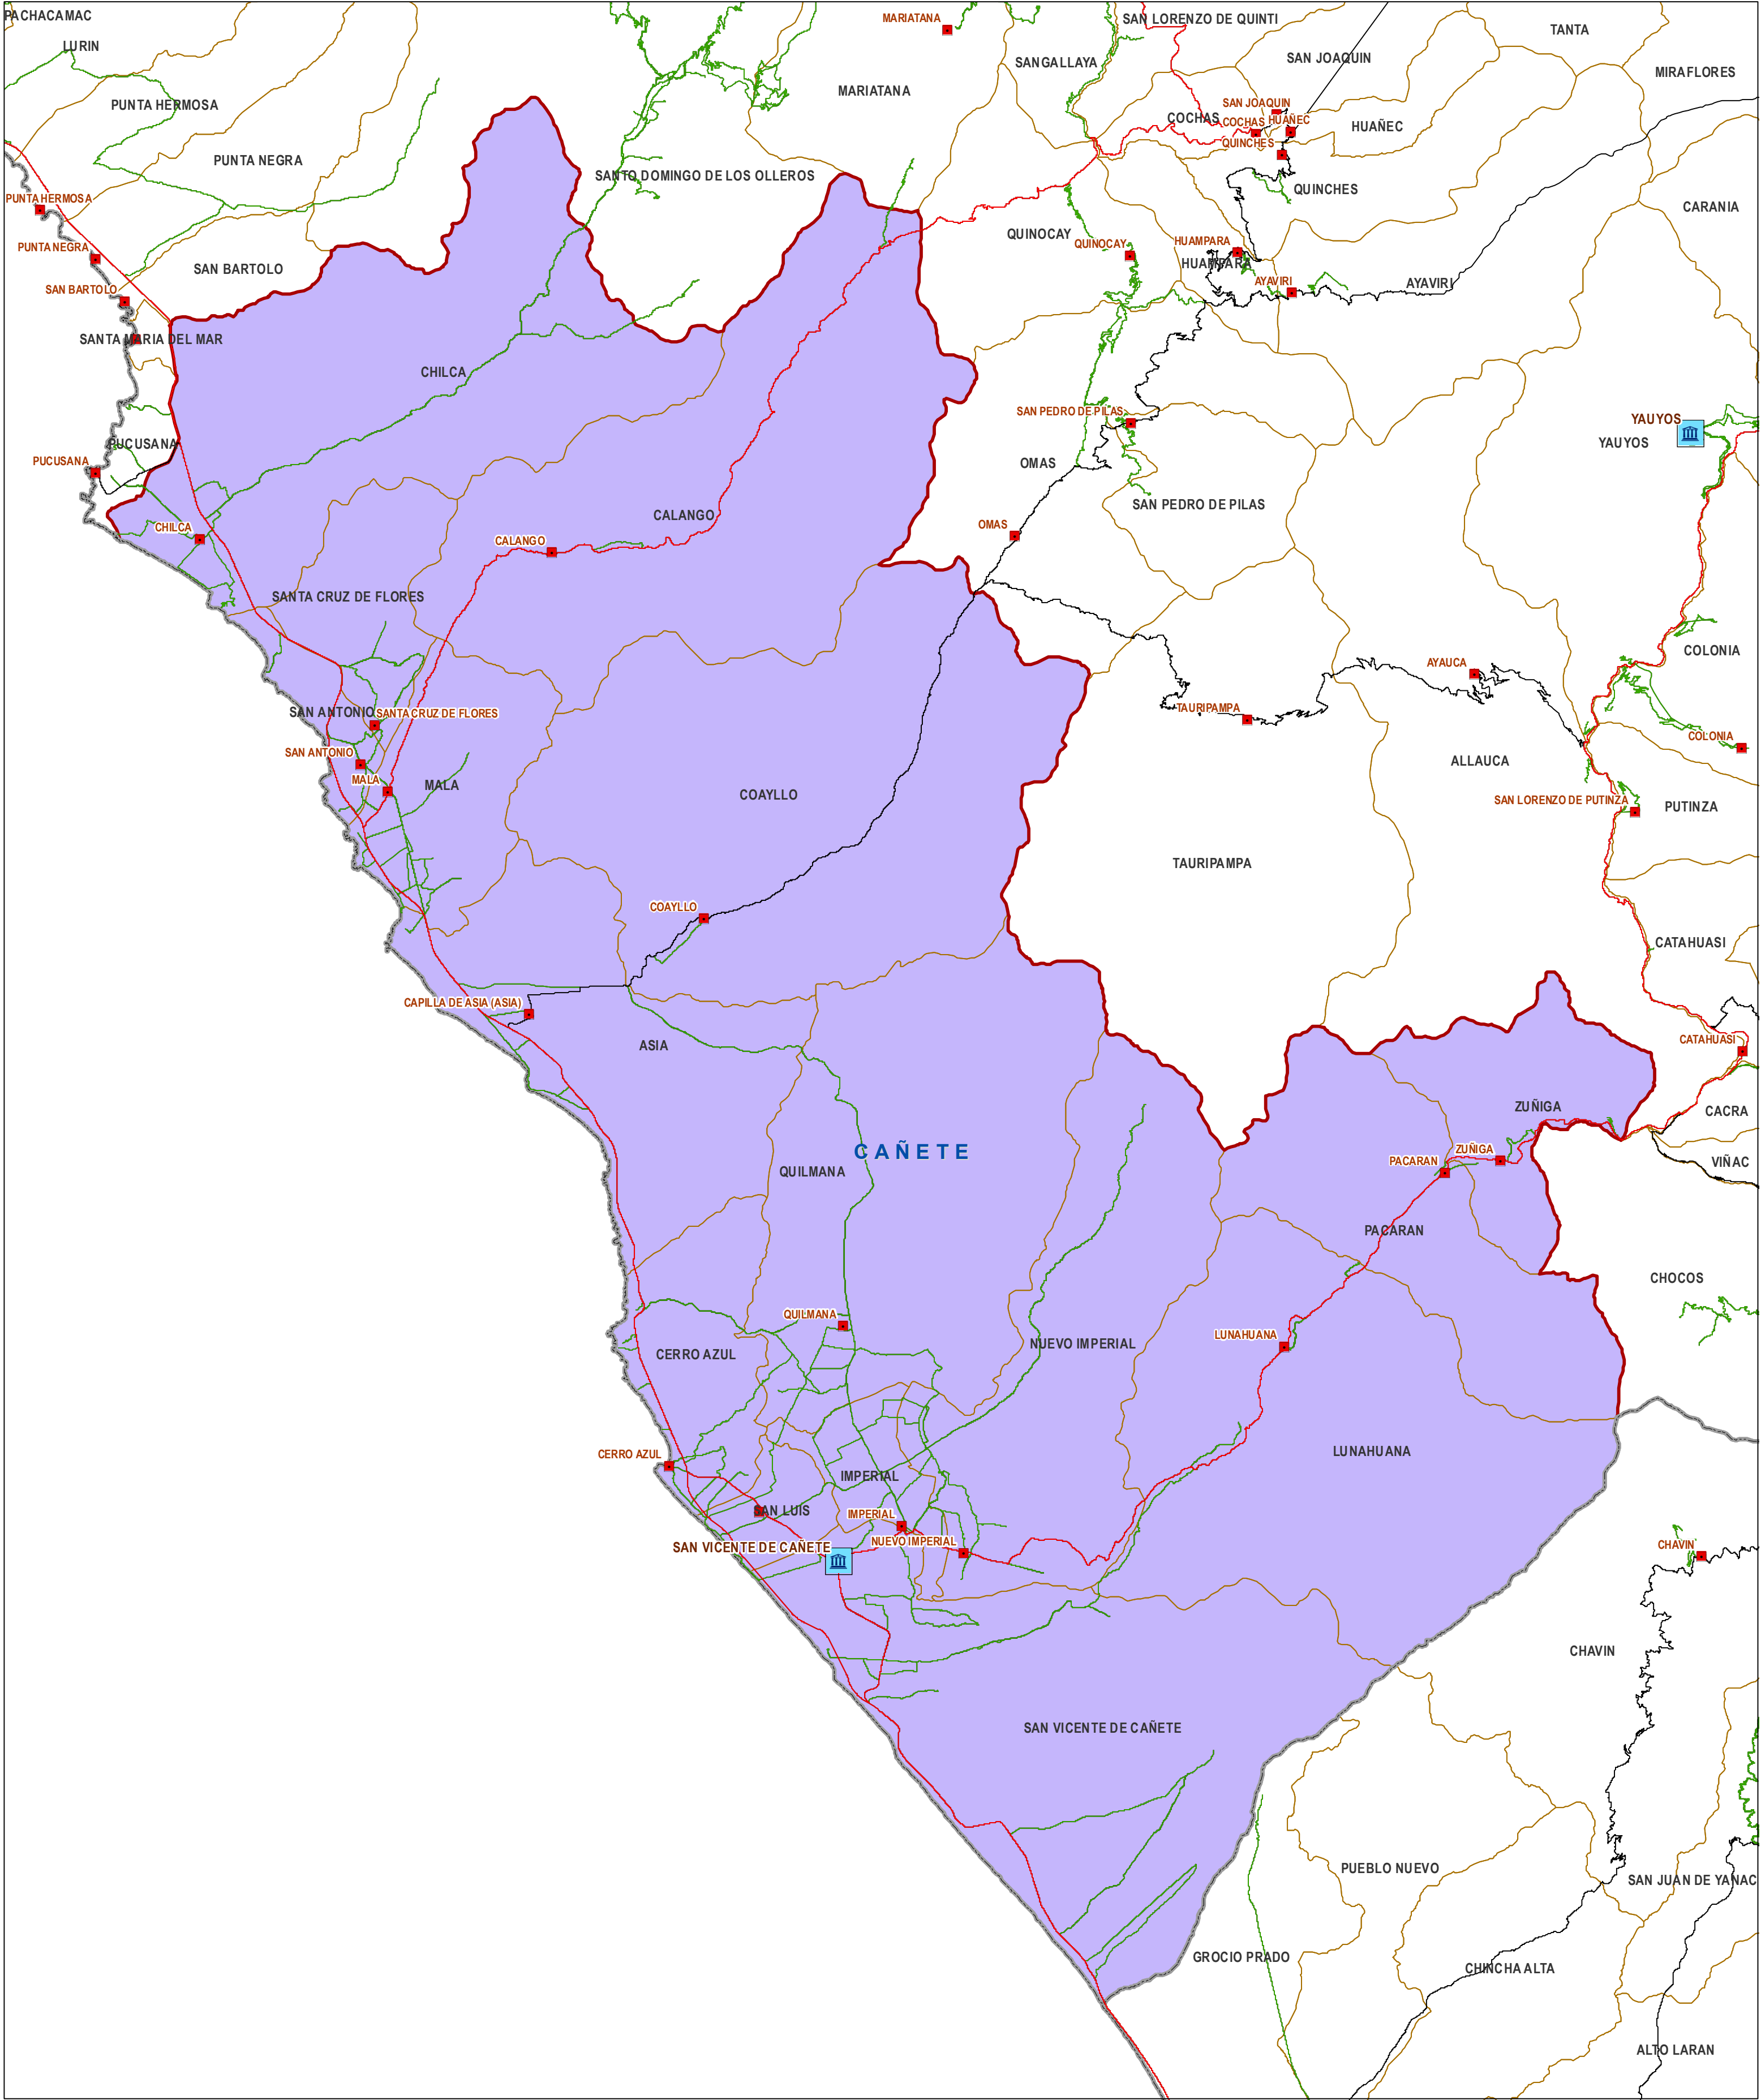 PACHACAMAC
MARIATANA
SAN LORENZO DE QUINTI
TANTA
LURIN
SANGALLAYA
SAN JOAQUIN
MIRAFLORES
PUNTA HERMOSA
MARIATANA
SAN JOAQUIN
COCHAS
COCHAS
HUAÑEC
HUAÑEC
QUINCHES
PUNTA NEGRA
SANTO DOMINGO DE LOS OLLEROS
QUINCHES
PUNTA HERMOSA
CARANIA
QUINOCAY
QUINOCAY
HUAMPARA
PUNTA NEGRA
HUAMPARA
SAN BARTOLO
AYAVIRI
AYAVIRI
SAN BARTOLO
SANTA MARIA DEL MAR
CHILCA
SAN PEDRO DE PILAS
YAUYOS
YAUYOS
PUCUSANA
PUCUSANA
OMAS
SAN PEDRO DE PILAS
CALANGO
CHILCA
OMAS
CALANGO
SANTA CRUZ DE FLORES
COLONIA
AYAUCA
SAN ANTONIO
SANTA CRUZ DE FLORES
TAURIPAMPA
COLONIA
SAN ANTONIO
ALLAUCA
MALA
MALA
COAYLLO
SAN LORENZO DE PUTINZA
PUTINZA
TAURIPAMPA
COAYLLO
CATAHUASI
CAPILLA DE ASIA (ASIA)
ASIA
CATAHUASI
ZUÑIGA
CACRA
CAÑETE
ZUÑIGA
PACARAN
VIÑAC
QUILMANA
PACARAN
CHOCOS
QUILMANA
LUNAHUANA
NUEVO IMPERIAL
CERRO AZUL
CERRO AZUL
LUNAHUANA
IMPERIAL
SAN LUIS
IMPERIAL
NUEVO IMPERIAL
SAN VICENTE DE CAÑETE
CHAVIN
CHAVIN
SAN VICENTE DE CAÑETE
PUEBLO NUEVO
SAN JUAN DE YANAC
GROCIO PRADO
CHINCHA ALTA
ALTO LARAN